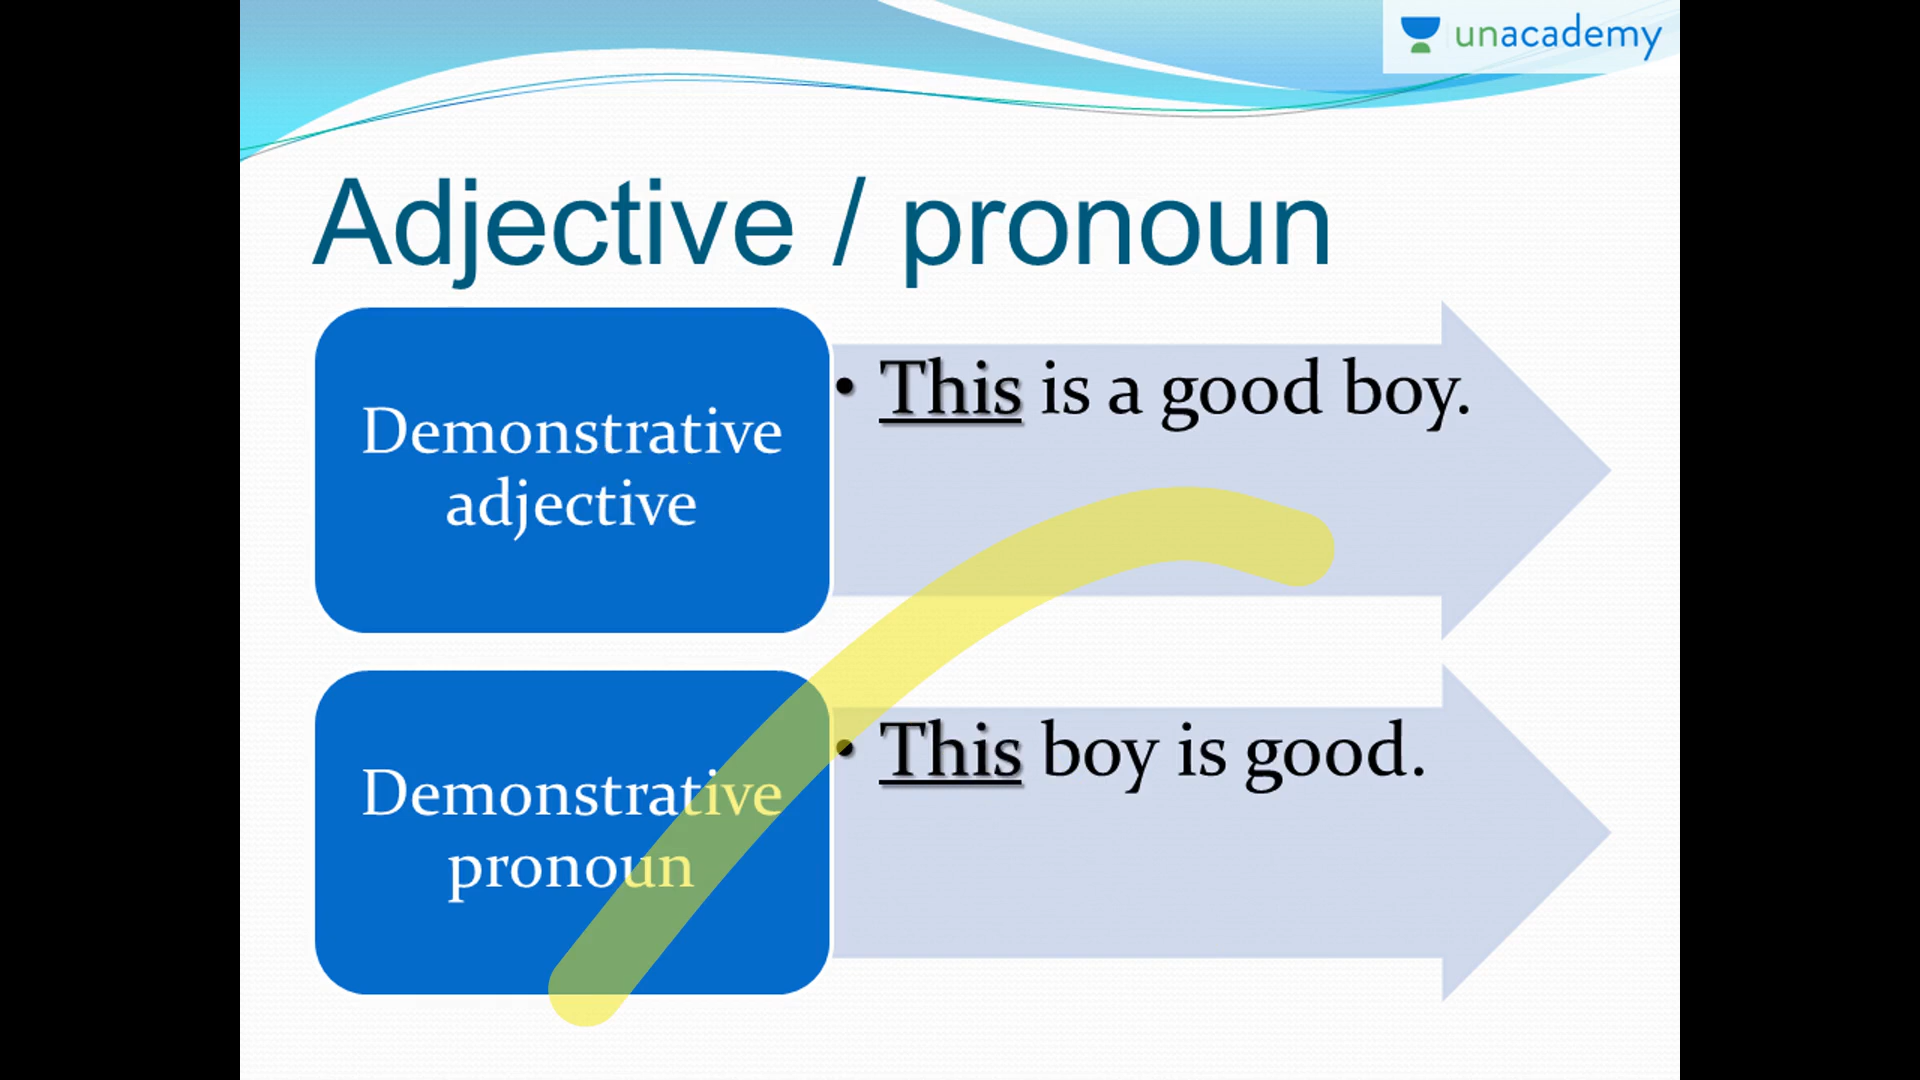 unacademy
Adjective / pronoun
Demonstrative
adjective
• This is a good boy.
Demonstrative
pronoun
• This boy is good.